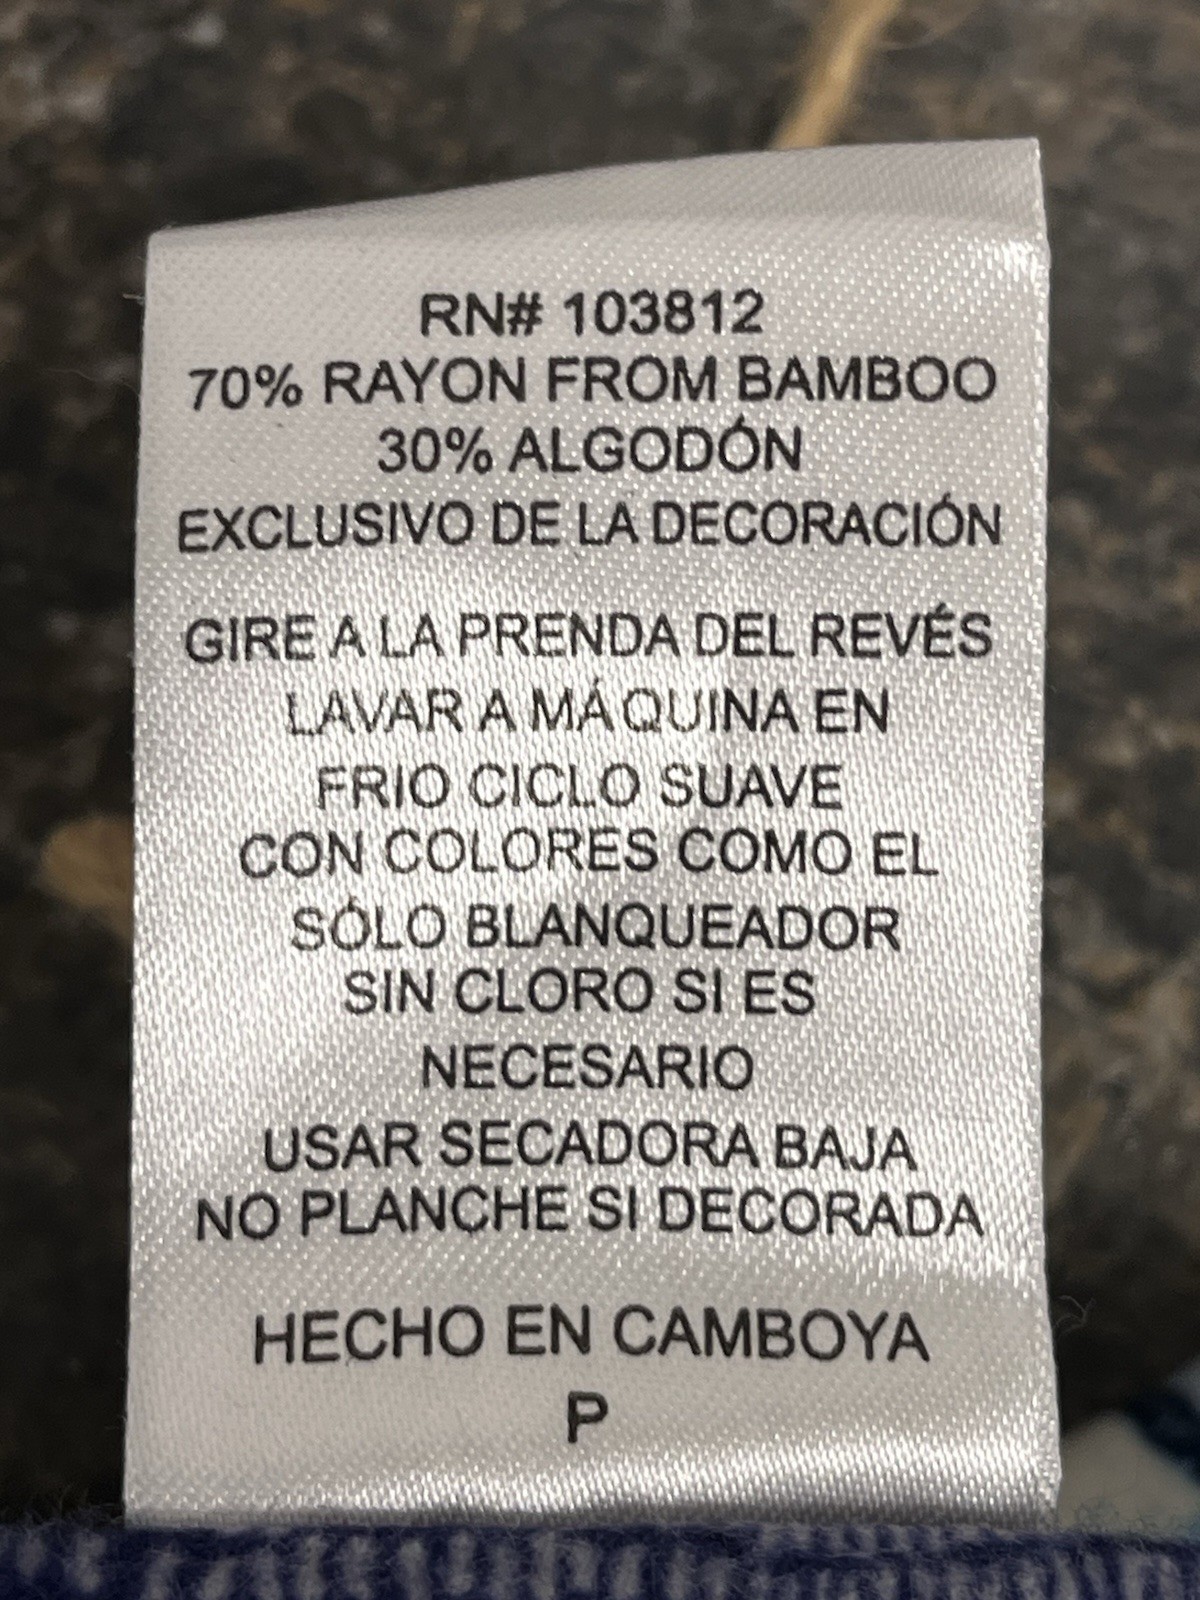 RN# 103812
70% RAYON FROM BAMBOO
30% ALGODÓN
EXCLUSIVO DE LA DECORACIÓN
GIRE A LA PRENDA DEL REVÉS
LAVAR A MÁQUINA EN
FRIO CICLO SUAVE
CON COLORES COMO EL
SÓLO BLANQUEADOR
SIN CLORO SI ES
NECESARIO
USAR SECADORA BAJA
NO PLANCHE SI DECORADA
HECHO EN CAMBOYA
P